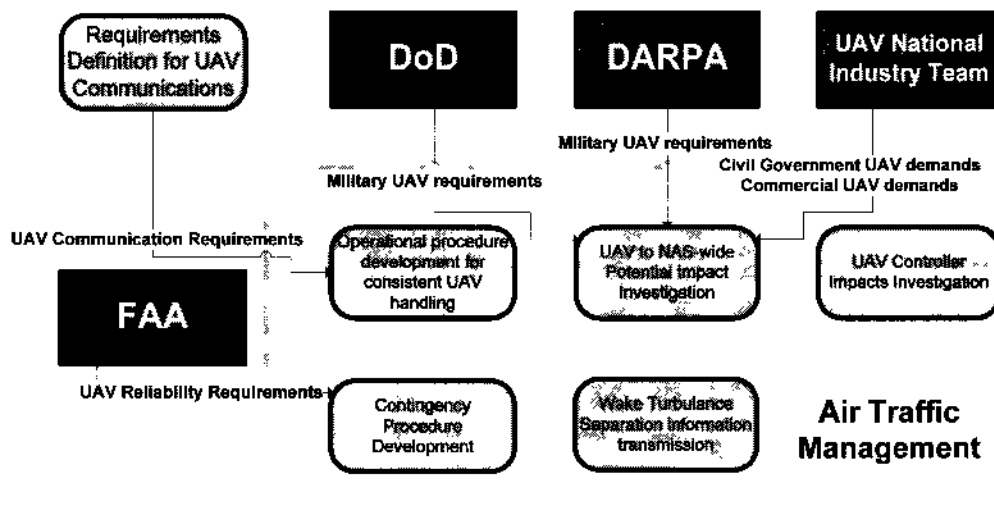 Requirements
Definition for UAV
Communications
DoD
DARPA
UAV National
Industry Team
Military UAV requirements
Military UAV requirements
Civil Government UAV demands
Commercial UAV demands
UAV Communication Requirements
Operational procedure
development for
consistent UAV
handling
UAV to NAS-wide
Potential Impact
Investigation
UAV Controller
Impacts Investigation
FAA
UAV Reliability Requirements
Contingency
Procedure
Development
Wake Turbulance
Separation Information
transmission
Air Traffic
Management